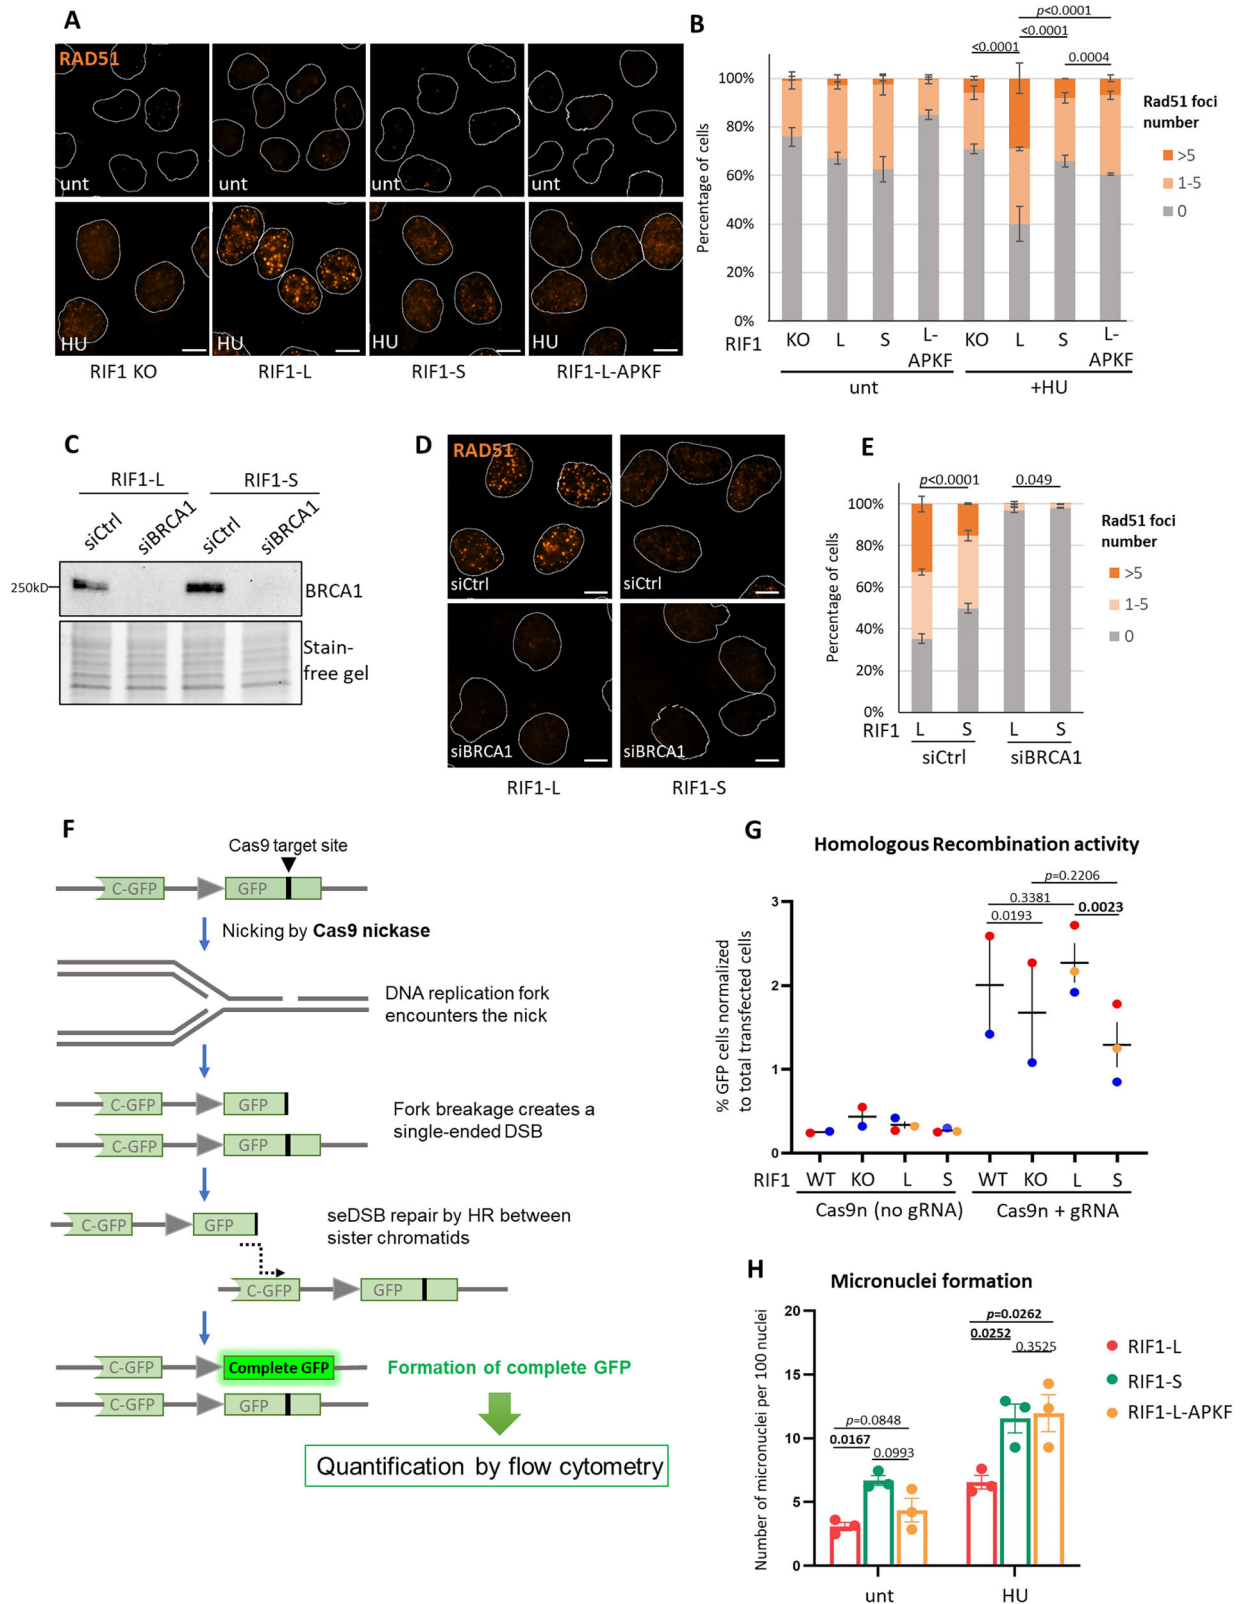 A
RAD51
unt
unt
unt
unt
HU
HU
HU
HU
RIF1 KO
RIF1-L
RIF1-S
RIF1-L-APKF
B
p<0.0001
<0.0001
<0.0001
0.0004
100%
80%
60%
40%
20%
0%
Percentage of cells
Rad51 foci
number
>5
1-5
0
RIF1
KO
L
S
L-
APKF
KO
L
S
L-
APKF
unt
+HU
C
RIF1-L
RIF1-S
siCtrl
siBRCA1
siCtrl
siBRCA1
250kD
BRCA1
Stain-
free gel
D
RAD51
siCtrl
siCtrl
siBRCA1
siBRCA1
RIF1-L
RIF1-S
E
p<0.0001
0.049
100%
80%
60%
40%
20%
0%
Percentage of cells
Rad51 foci
number
>5
1-5
0
RIF1
L
S
L
S
siCtrl
siBRCA1
F
Cas9 target site
C-GFP
GFP
Nicking by Cas9 nickase
DNA replication fork
encounters the nick
C-GFP
GFP
C-GFP
GFP
Fork breakage creates a
single-ended DSB
C-GFP
GFP
seDSB repair by HR between
sister chromatids
C-GFP
GFP
C-GFP
Complete GFP
Formation of complete GFP
C-GFP
GFP
Quantification by flow cytometry
G
Homologous Recombination activity
p=0.2206
0.3381
0.0193
0.0023
3
2
1
0
% GFP cells normalized
to total transfected cells
RIF1
WT
KO
L
S
WT
KO
L
S
Cas9n (no gRNA)
Cas9n + gRNA
H
Micronuclei formation
20
15
10
5
0
Number of micronuclei per 100 nuclei
p=0.0262
0.0252
0.3525
p=0.0848
0.0167
0.0993
RIF1-L
RIF1-S
RIF1-L-APKF
unt
HU